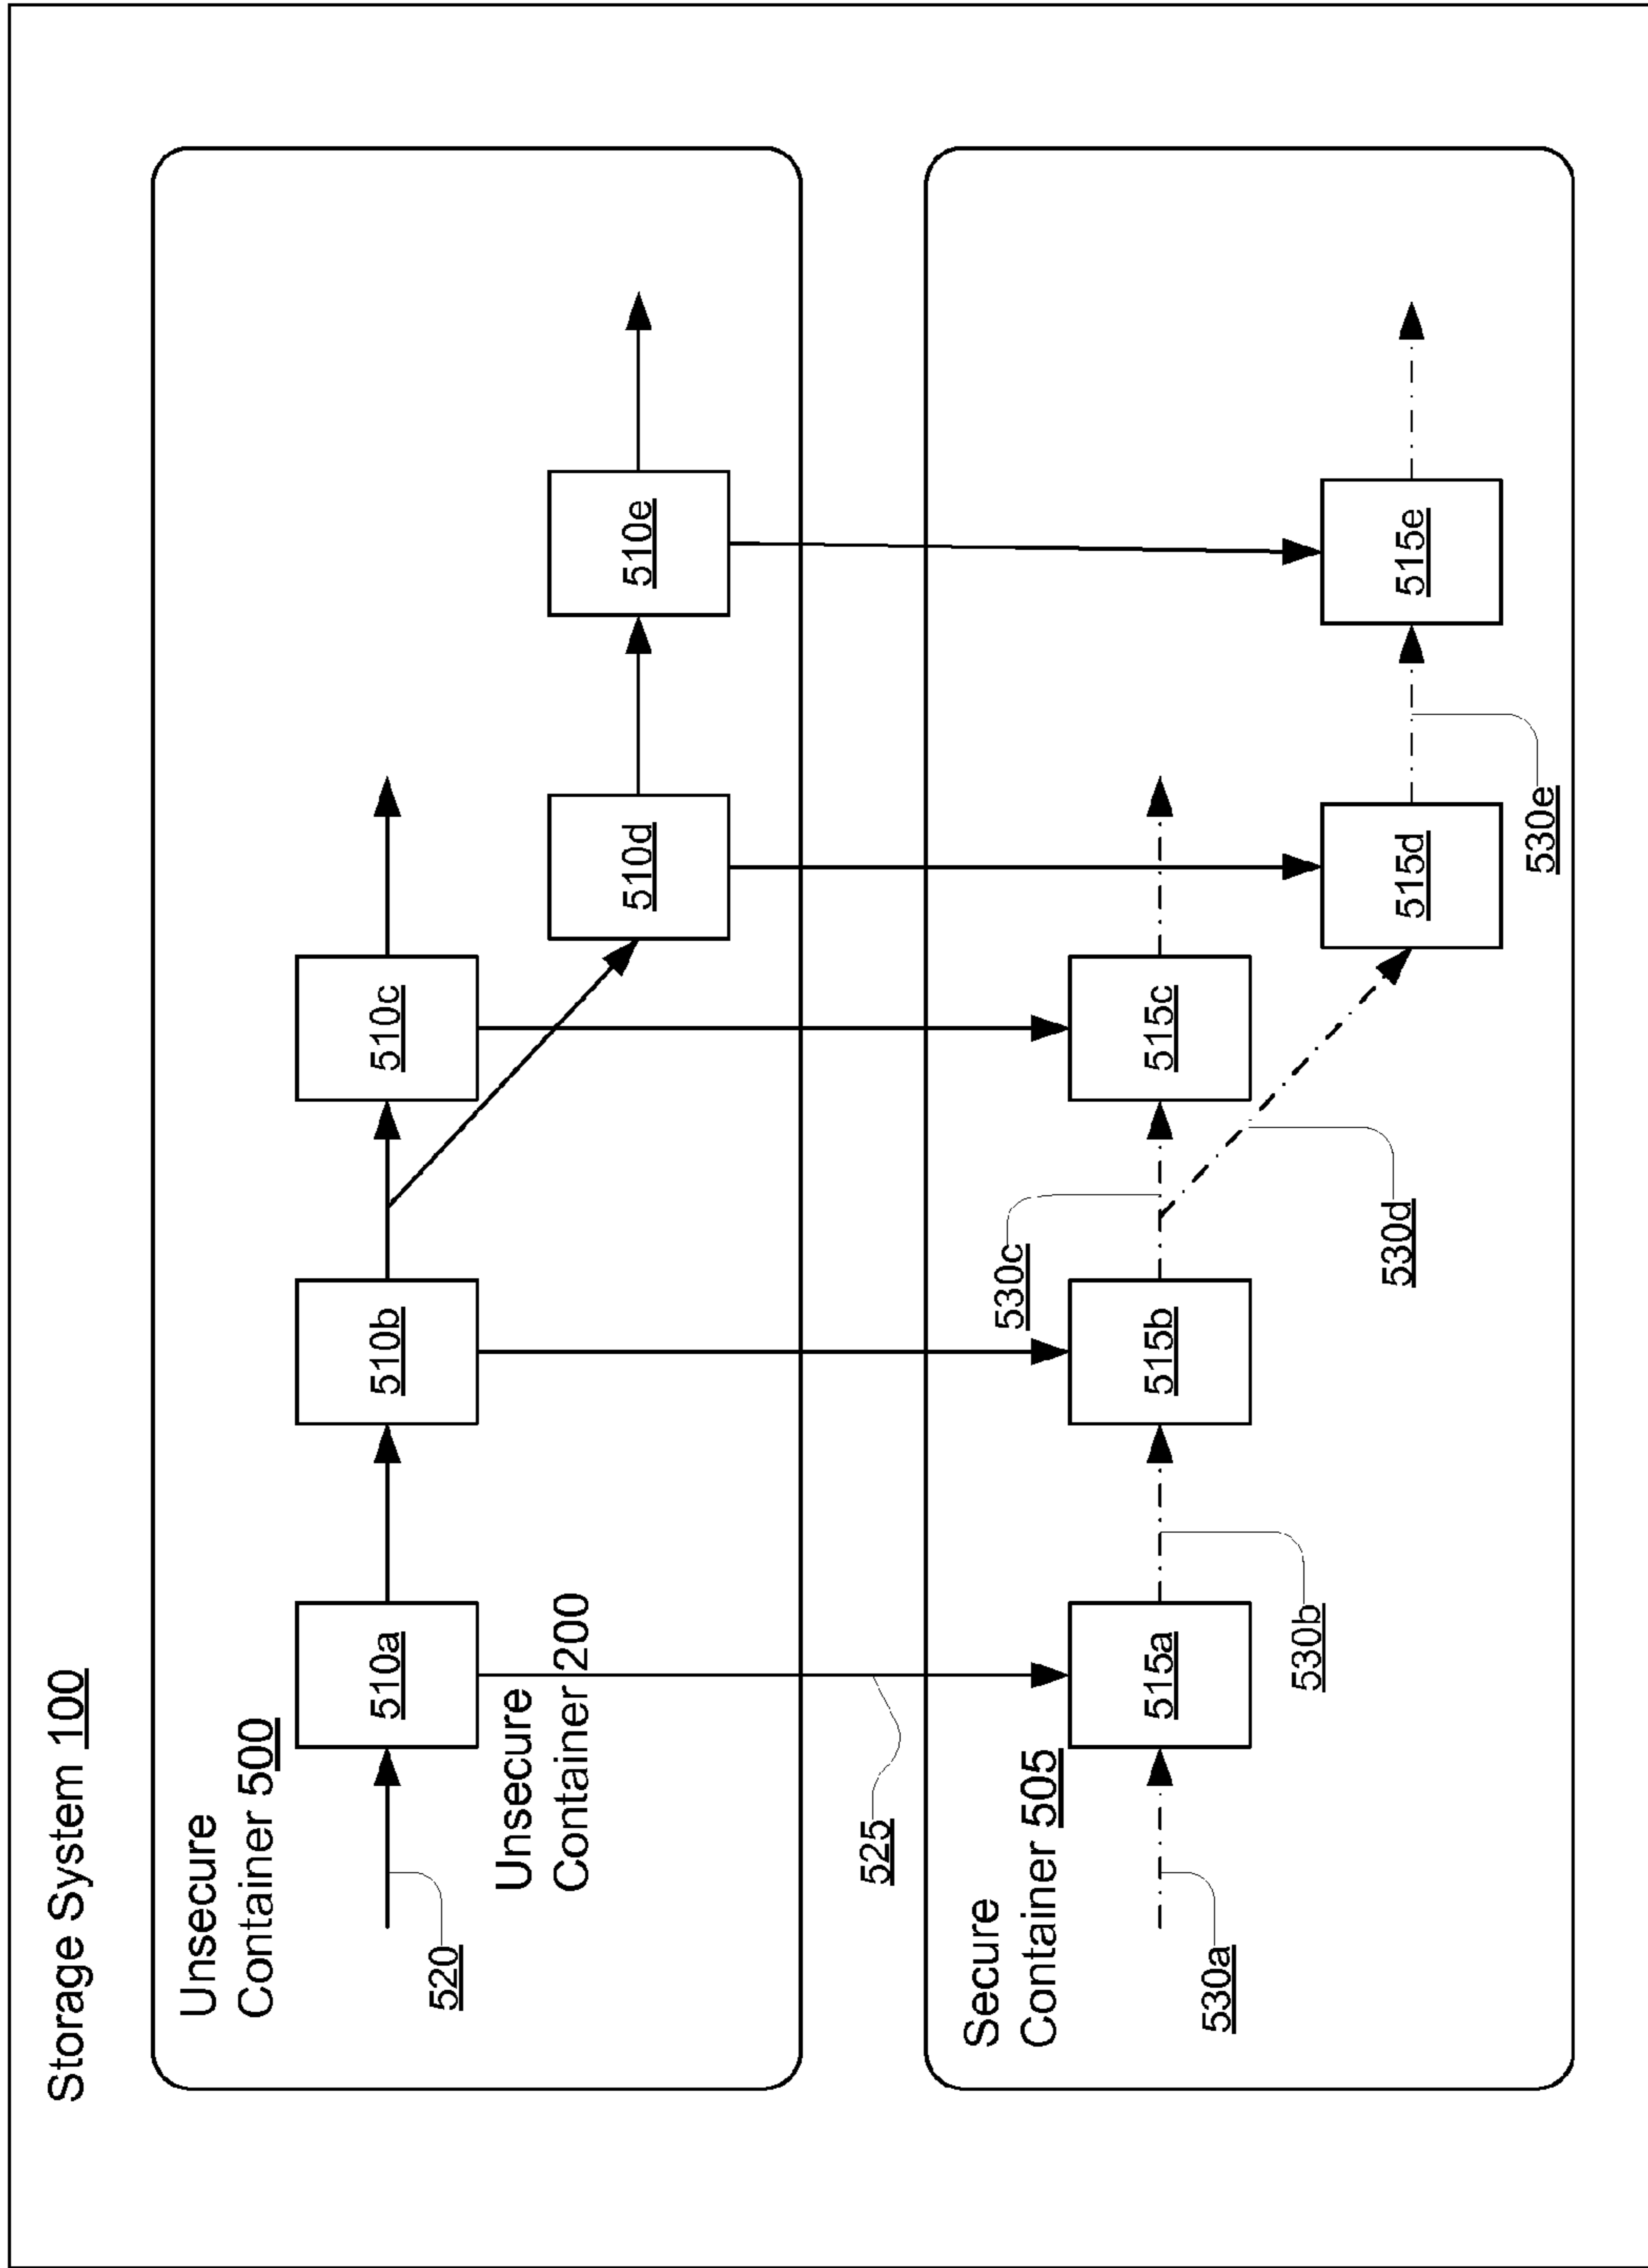 Storage System 100
Unsecure
Container 500
510a
510b
510c
510d
510e
520
Unsecure
Container 200
525
Secure
Container 505
515a
515b
515c
515d
515e
530a
530b
530c
530d
530e